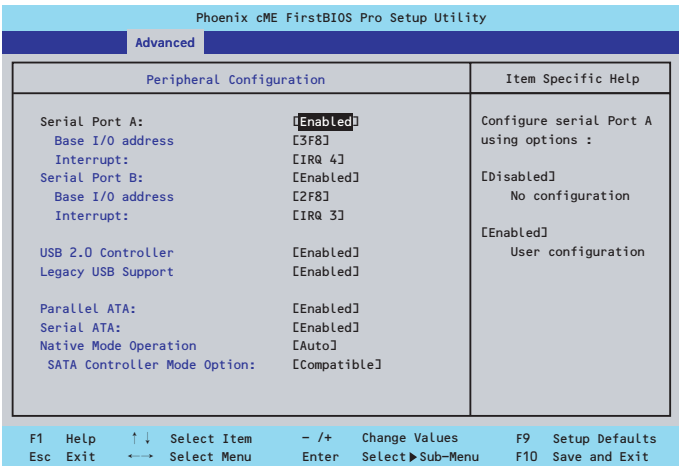 Phoenix cME FirstBIOS Pro Setup Utility
Advanced
Peripheral Configuration
Item Specific Help
Serial Port A: [Enabled]
Base I/O address [3F8]
Interrupt: [IRQ 4]
Serial Port B: [Enabled]
Base I/O address [2F8]
Interrupt: [IRQ 3]
USB 2.0 Controller [Enabled]
Legacy USB Support [Enabled]
Parallel ATA: [Enabled]
Serial ATA: [Enabled]
Native Mode Operation [Auto]
SATA Controller Mode Option: [Compatible]
Configure serial Port A
using options :
[Disabled]
No configuration
[Enabled]
User configuration
F1 Help ↑↓ Select Item - /+ Change Values F9 Setup Defaults
Esc Exit ←→ Select Menu Enter Select▶Sub-Menu F10 Save and Exit